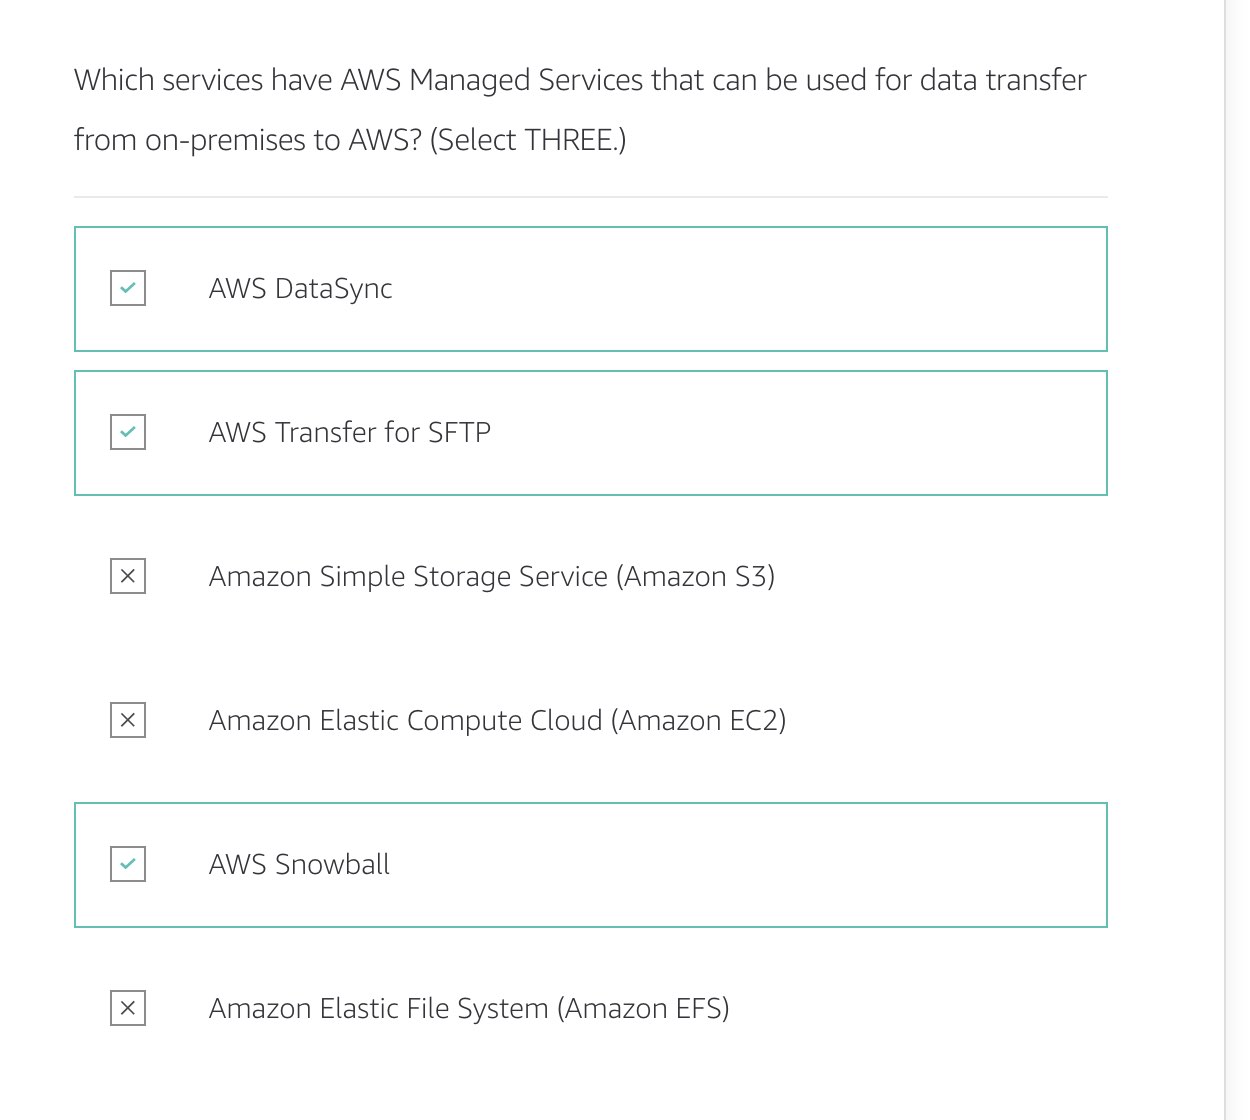 Which services have AWS Managed Services that can be used for data transfer
from on-premises to AWS? (Select THREE.)
AWS DataSync
AWS Transfer for SFTP
Amazon Simple Storage Service (Amazon S3)
Amazon Elastic Compute Cloud (Amazon EC2)
AWS Snowball
Amazon Elastic File System (Amazon EFS)